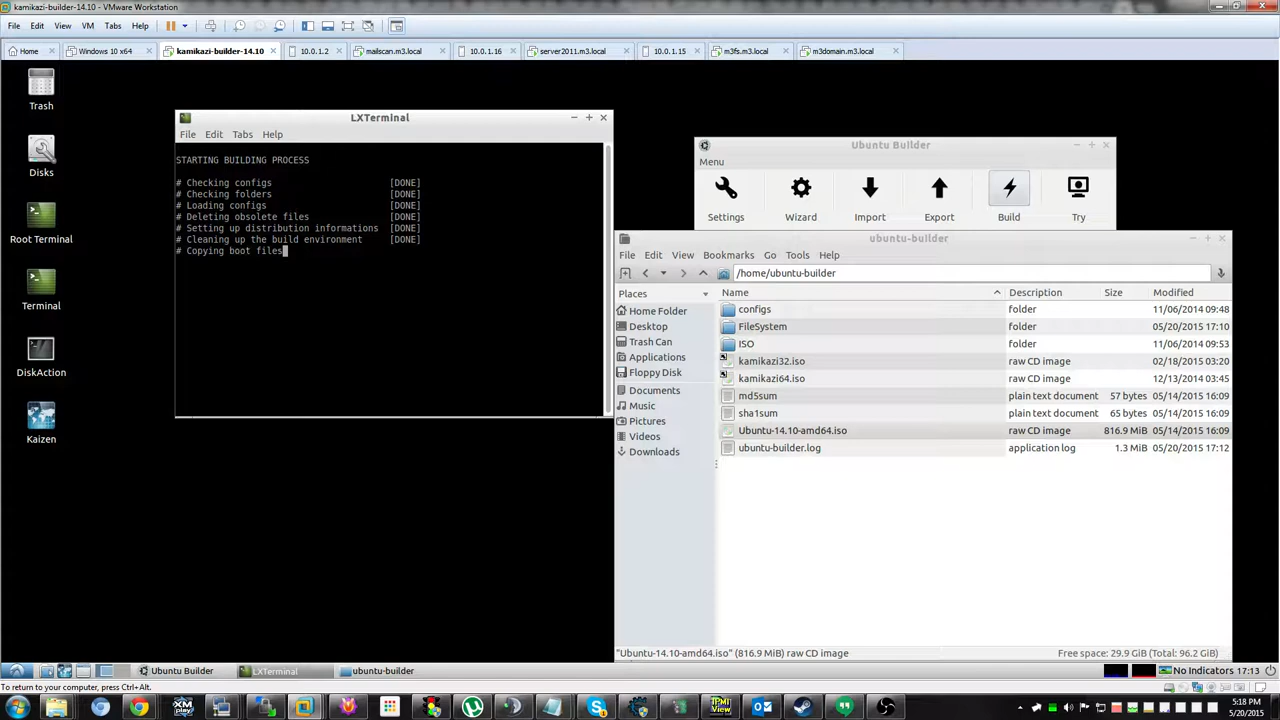 kamikazi-builder-14.10 - VMware Workstation
File Edit View VM Tabs Help
Home Windows 10 x64 kamikazi-builder-14.10 10.0.1.2 mailscan.m3.local 10.0.1.16 server2011.m3.local 10.0.1.15 m3fs.m3.local m3domain.m3.local
Trash
Disks
Root Terminal
Terminal
DiskAction
Kaizen
LXTerminal
File Edit Tabs Help
STARTING BUILDING PROCESS
# Checking configs [DONE]
# Checking folders [DONE]
# Loading configs [DONE]
# Deleting obsolete files [DONE]
# Setting up distribution informations [DONE]
# Cleaning up the build environment [DONE]
# Copying boot files
Ubuntu Builder
Menu
Settings Wizard Import Export Build Try
ubuntu-builder
File Edit View Bookmarks Go Tools Help
/home/ubuntu-builder
Places
Home Folder
Desktop
Trash Can
Applications
Floppy Disk
Documents
Music
Pictures
Videos
Downloads
Name Description Size Modified
configs folder 11/06/2014 09:48
FileSystem folder 05/20/2015 17:10
ISO folder 11/06/2014 09:53
kamikazi32.iso raw CD image 02/18/2015 03:20
kamikazi64.iso raw CD image 12/13/2014 03:45
md5sum plain text document 57 bytes 05/14/2015 16:09
sha1sum plain text document 65 bytes 05/14/2015 16:09
Ubuntu-14.10-amd64.iso raw CD image 816.9 MiB 05/14/2015 16:09
ubuntu-builder.log application log 1.3 MiB 05/20/2015 17:12
"Ubuntu-14.10-amd64.iso" (816.9 MiB) raw CD image Free space: 29.9 GiB (Total: 96.2 GiB)
Ubuntu Builder LXTerminal ubuntu-builder No Indicators 17:13
To return to your computer, press Ctrl+Alt.
XM
IPMI
View
5:18 PM
5/20/2015